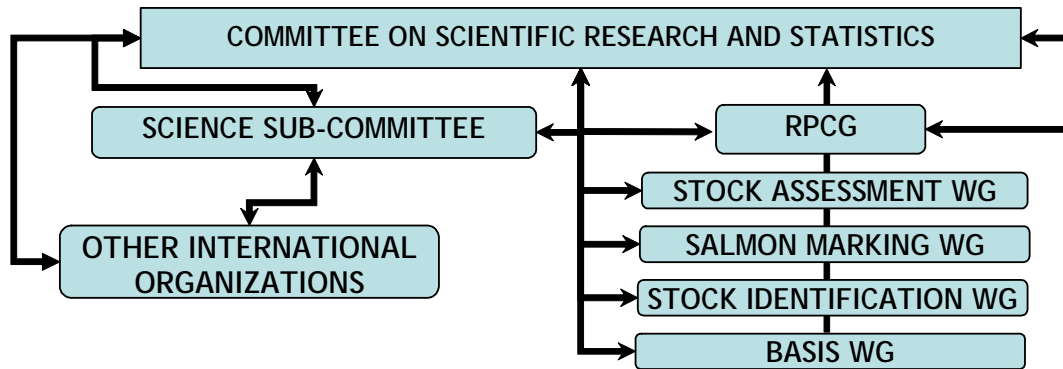 COMMITTEE ON SCIENTIFIC RESEARCH AND STATISTICS
SCIENCE SUB-COMMITTEE
RPCG
STOCK ASSESSMENT WG
OTHER INTERNATIONAL
ORGANIZATIONS
SALMON MARKING WG
STOCK IDENTIFICATION WG
BASIS WG